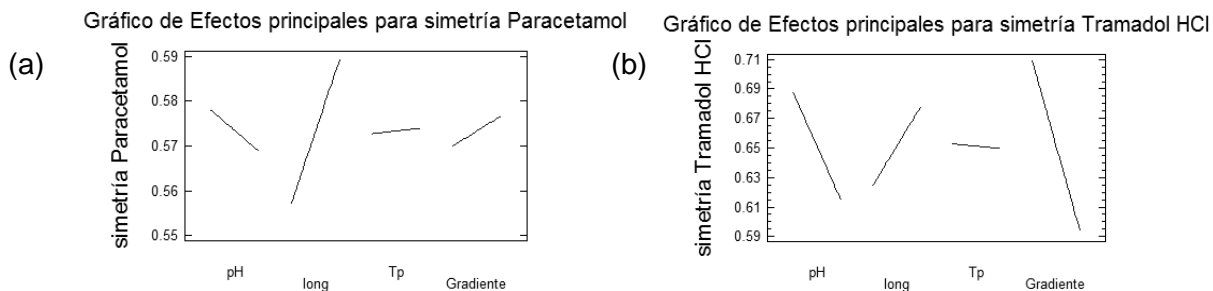 Gráfico de Efectos principales para simetría Paracetamol
(a)
simetría Paracetamol
0.59
0.58
0.57
0.56
0.55
pH
long
Tp
Gradiente
Gráfico de Efectos principales para simetría Tramadol HCl
(b)
simetría Tramadol HCl
0.71
0.69
0.67
0.65
0.63
0.61
0.59
pH
long
Tp
Gradiente